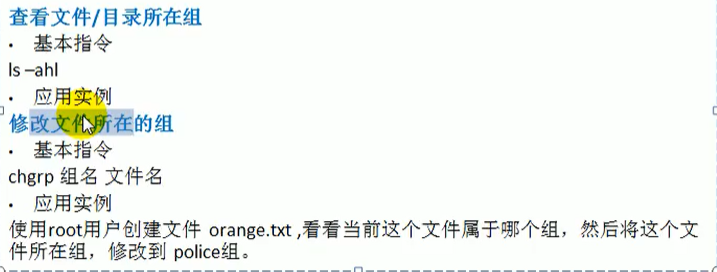 查看文件/目录所在组
• 基本指令
ls –ahl
• 应用实例
修改文件所在的组
• 基本指令
chgrp 组名 文件名
• 应用实例
使用root用户创建文件 orange.txt ,看看当前这个文件属于哪个组，然后将这个文
件所在组，修改到 police组。